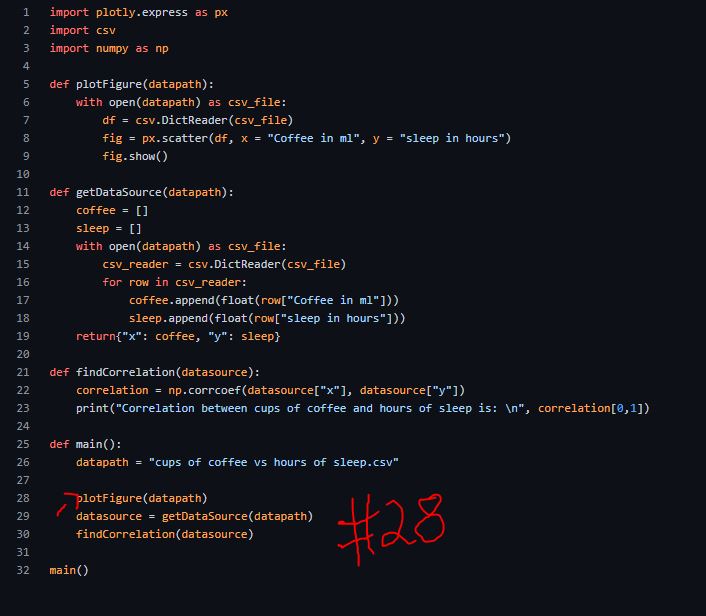 1 import plotly.express as px
2 import csv
3 import numpy as np
4
5 def plotFigure(datapath):
6     with open(datapath) as csv_file:
7         df = csv.DictReader(csv_file)
8         fig = px.scatter(df, x = "Coffee in ml", y = "sleep in hours")
9         fig.show()
10
11 def getDataSource(datapath):
12     coffee = []
13     sleep = []
14     with open(datapath) as csv_file:
15         csv_reader = csv.DictReader(csv_file)
16         for row in csv_reader:
17             coffee.append(float(row["Coffee in ml"]))
18             sleep.append(float(row["sleep in hours"]))
19     return{"x": coffee, "y": sleep}
20
21 def findCorrelation(datasource):
22     correlation = np.corrcoef(datasource["x"], datasource["y"])
23     print("Correlation between cups of coffee and hours of sleep is: \n", correlation[0,1])
24
25 def main():
26     datapath = "cups of coffee vs hours of sleep.csv"
27
28     plotFigure(datapath)
29     datasource = getDataSource(datapath)
30     findCorrelation(datasource)
31
32 main()
#28